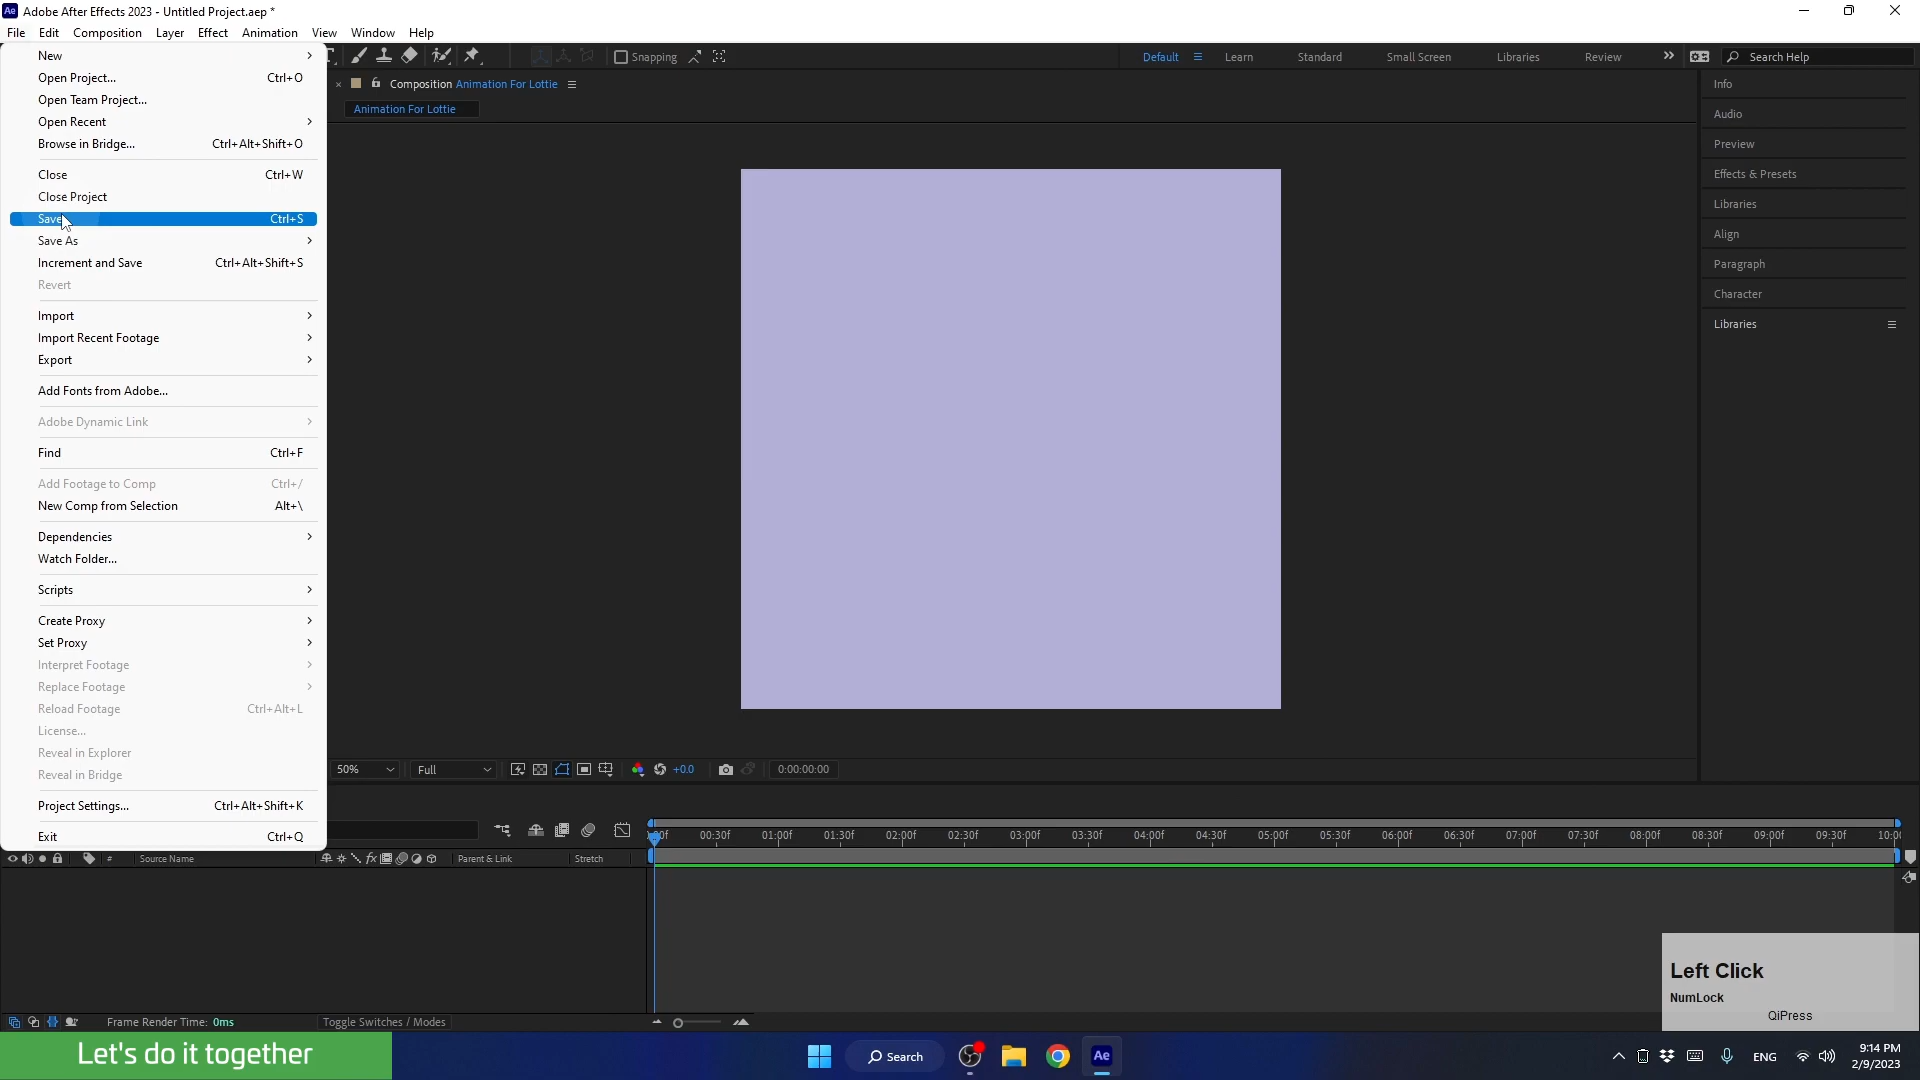 Ae Adobe After Effects 2023 - Untitled Project.aep *
File Edit Composition Layer Effect Animation View Window Help
New
Open Project... Ctrl+O
Open Team Project...
Open Recent
Browse in Bridge... Ctrl+Alt+Shift+O
Close Ctrl+W
Close Project
Save Ctrl+S
Save As
Increment and Save Ctrl+Alt+Shift+S
Revert
Import
Import Recent Footage
Export
Add Fonts from Adobe...
Adobe Dynamic Link
Find Ctrl+F
Add Footage to Comp Ctrl+/
New Comp from Selection Alt+\
Dependencies
Watch Folder...
Scripts
Create Proxy
Set Proxy
Interpret Footage
Replace Footage
Reload Footage Ctrl+Alt+L
License...
Reveal in Explorer
Reveal in Bridge
Project Settings... Ctrl+Alt+Shift+K
Exit Ctrl+Q
Snapping
Default Learn Standard Small Screen Libraries Review Search Help
Composition Animation For Lottie
Animation For Lottie
Info
Audio
Preview
Effects & Presets
Libraries
Align
Paragraph
Character
Libraries
50% Full +0.0 0:00:00:00
00:30f 01:00f 01:30f 02:00f 02:30f 03:00f 03:30f 04:00f 04:30f 05:00f 05:30f 06:00f 06:30f 07:00f 07:30f 08:00f 08:30f 09:00f 09:30f
# Source Name fx Parent & Link Stretch
Frame Render Time: 0ms Toggle Switches / Modes
Left Click
NumLock
QiPress
Let's do it together
Search
Ae
ENG
9:14 PM
2/9/2023